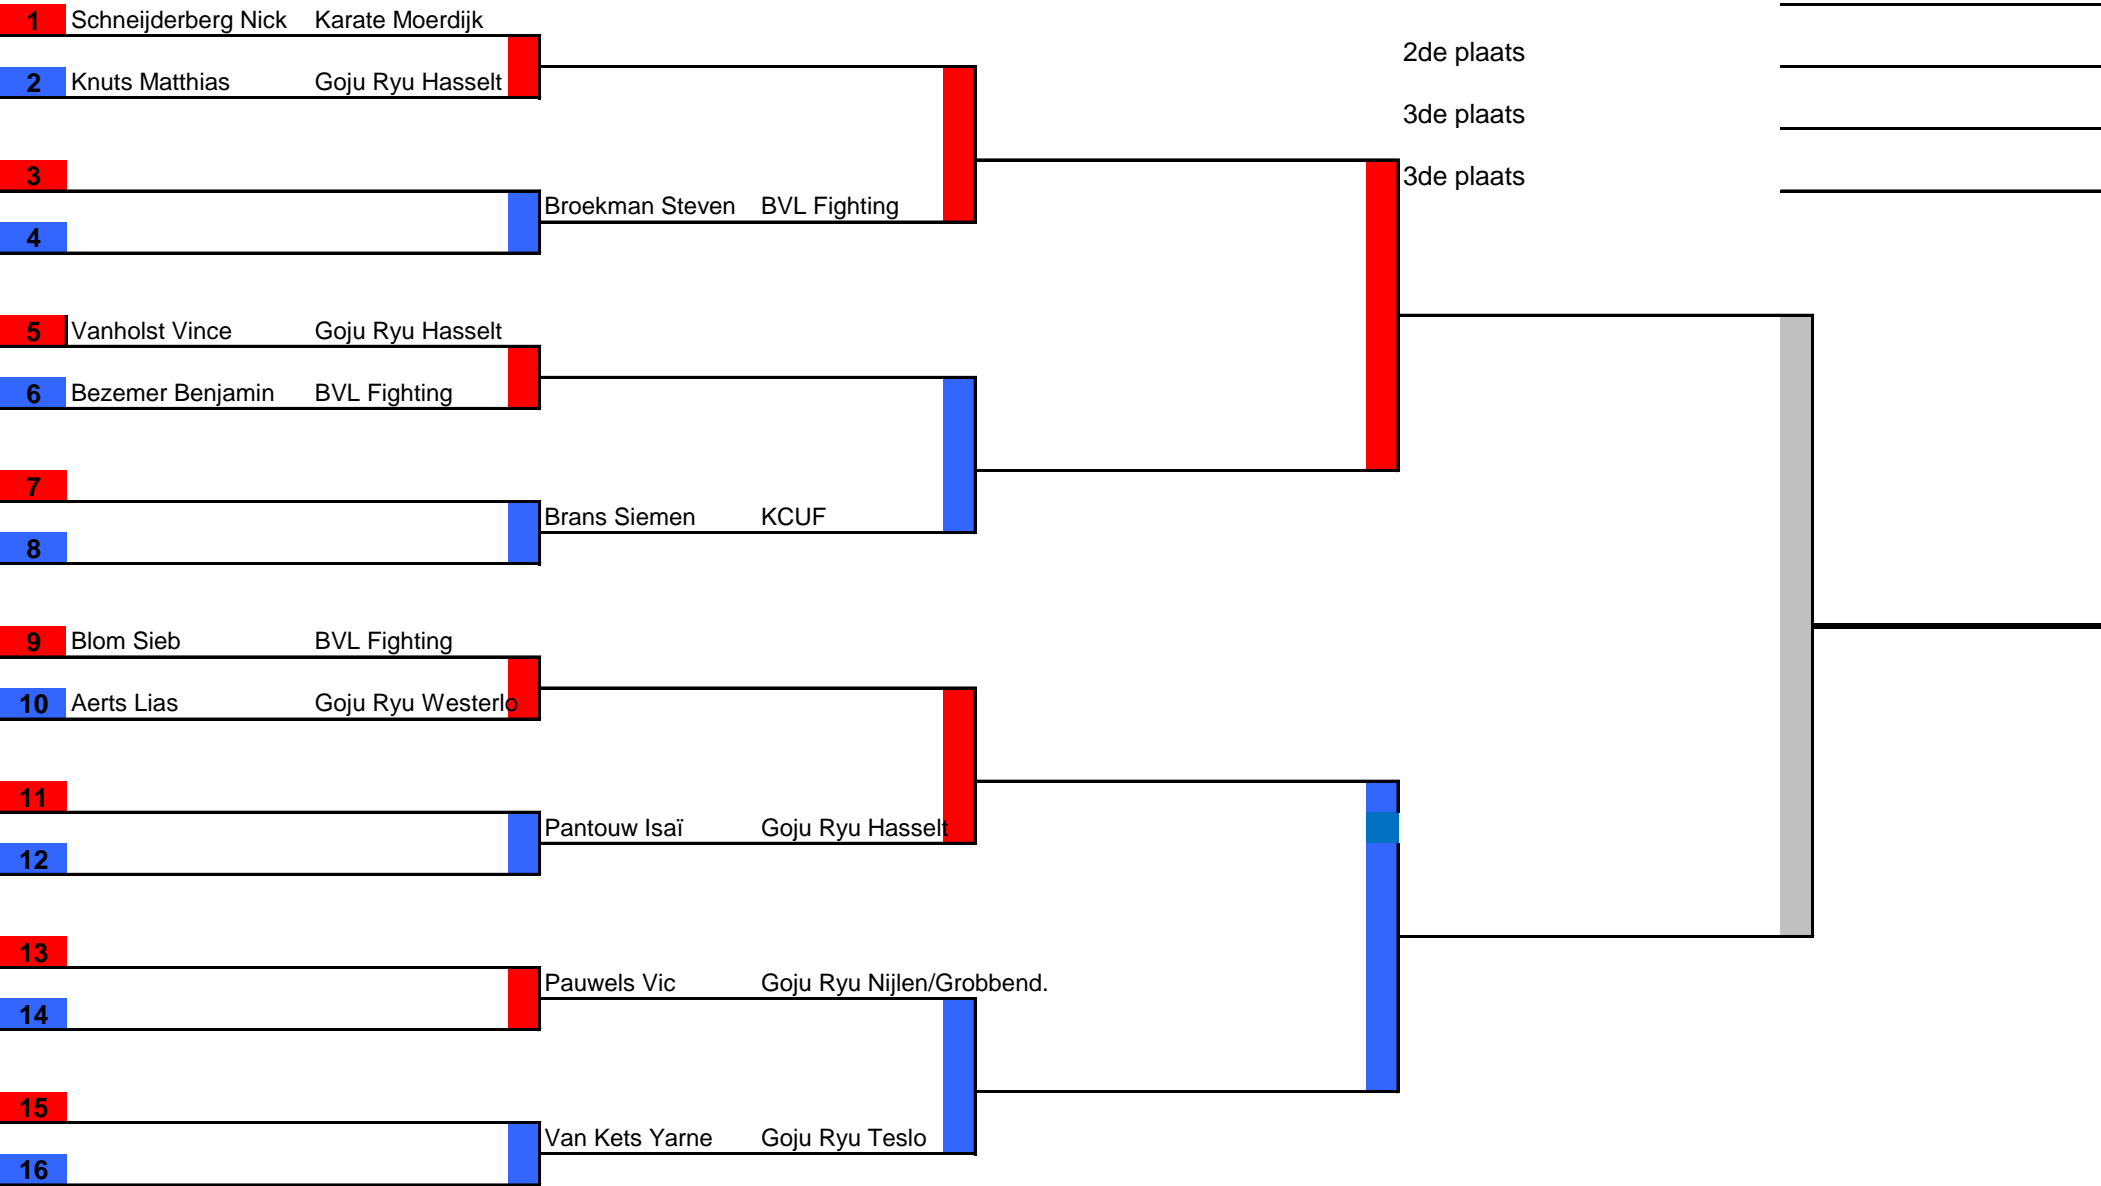 1 Schneijderberg Nick Karate Moerdijk
2de plaats
2 Knuts Matthias Goju Ryu Hasselt
3de plaats
3
3de plaats
Broekman Steven BVL Fighting
4
5 Vanholst Vince Goju Ryu Hasselt
6 Bezemer Benjamin BVL Fighting
7
Brans Siemen KCUF
8
9 Blom Sieb BVL Fighting
10 Aerts Lias Goju Ryu Westerlo
11
Pantouw Isaï Goju Ryu Hasselt
12
13
Pauwels Vic Goju Ryu Nijlen/Grobbend.
14
15
Van Kets Yarne Goju Ryu Teslo
16